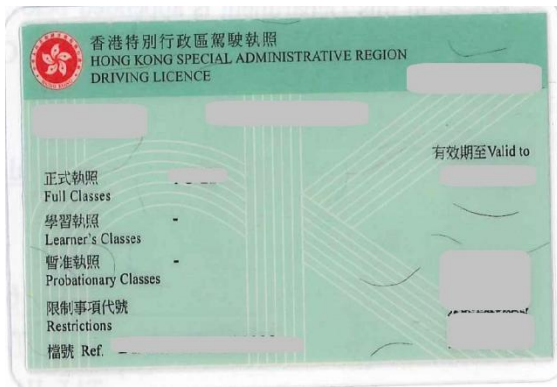 香港特別行政區駕駛執照
HONG KONG SPECIAL ADMINISTRATIVE REGION
DRIVING LICENCE
有效期至 Valid to
正式執照
Full Classes
學習執照 -
Learner's Classes
暫准執照 -
Probationary Classes
限制事項代號
Restrictions
檔號 Ref.